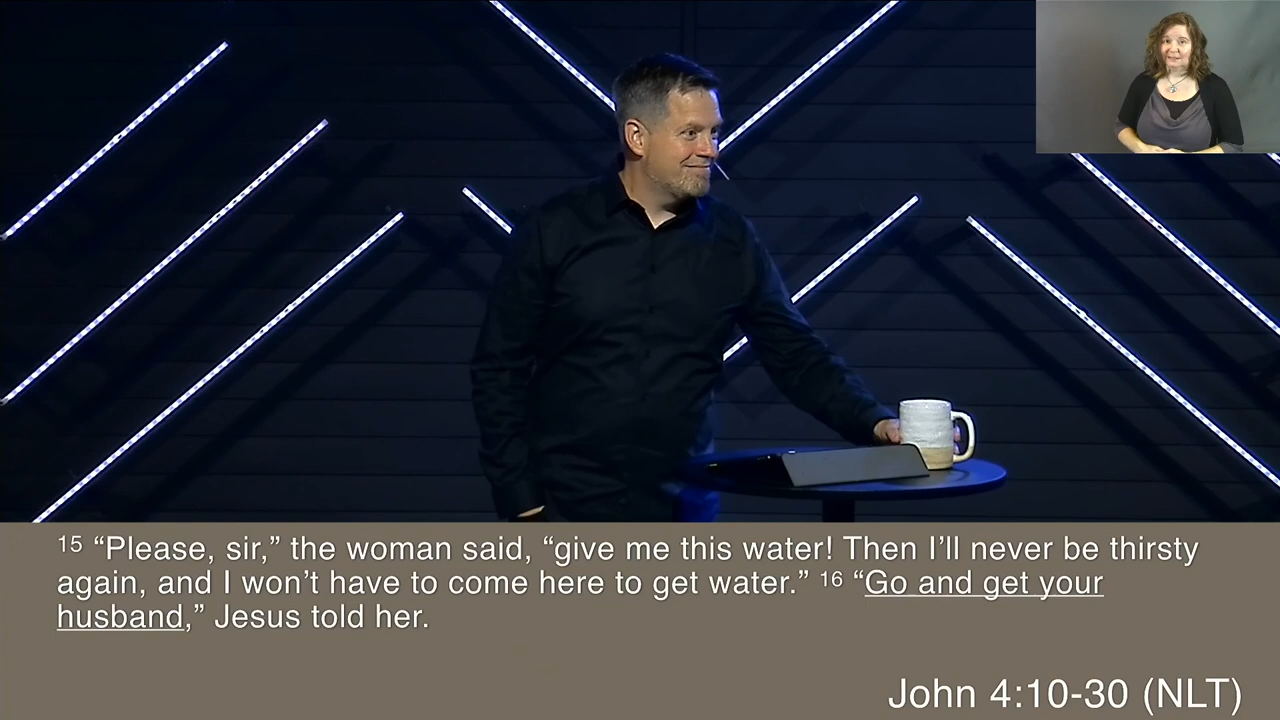 15 “Please, sir,” the woman said, “give me this water! Then I’ll never be thirsty
again, and I won’t have to come here to get water.” 16 “Go and get your
husband,” Jesus told her.
John 4:10-30 (NLT)